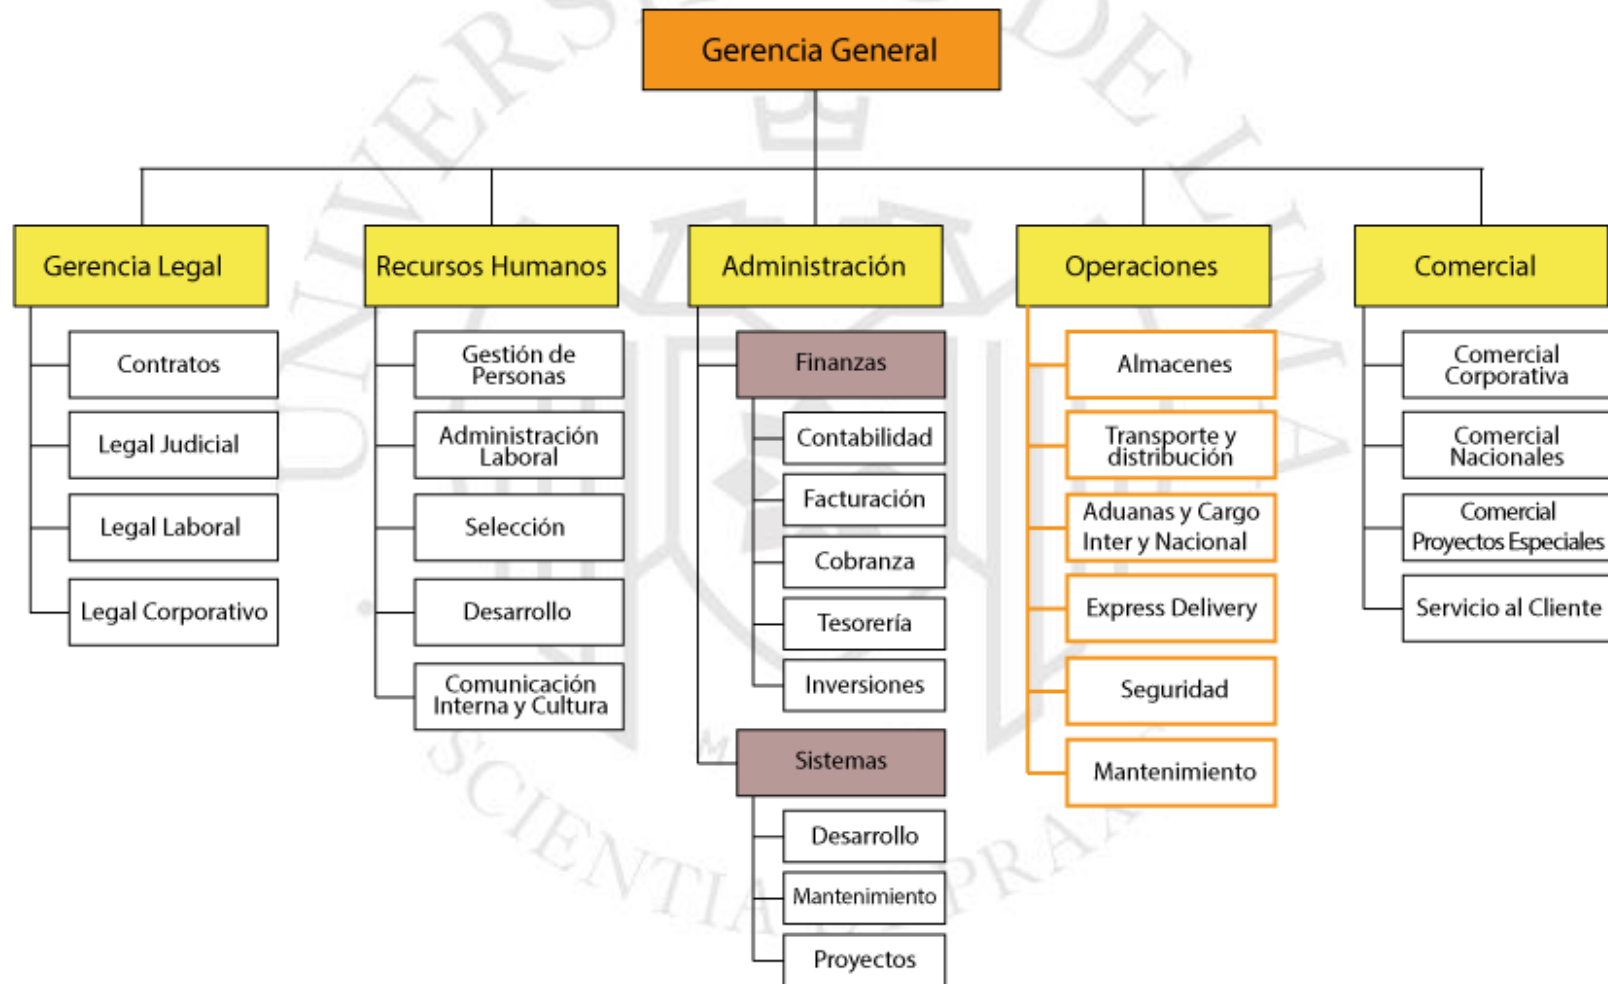 Gerencia General
Gerencia Legal
Contratos
Legal Judicial
Legal Laboral
Legal Corporativo
Recursos Humanos
Gestión de
Personas
Administración
Laboral
Selección
Desarrollo
Comunicación
Interna y Cultura
Administración
Finanzas
Contabilidad
Facturación
Cobranza
Tesorería
Inversiones
Sistemas
Desarrollo
Mantenimiento
Proyectos
Operaciones
Almacenes
Transporte y
distribución
Aduanas y Cargo
Inter y Nacional
Express Delivery
Seguridad
Mantenimiento
Comercial
Comercial
Corporativa
Comercial
Nacionales
Comercial
Proyectos Especiales
Servicio al Cliente